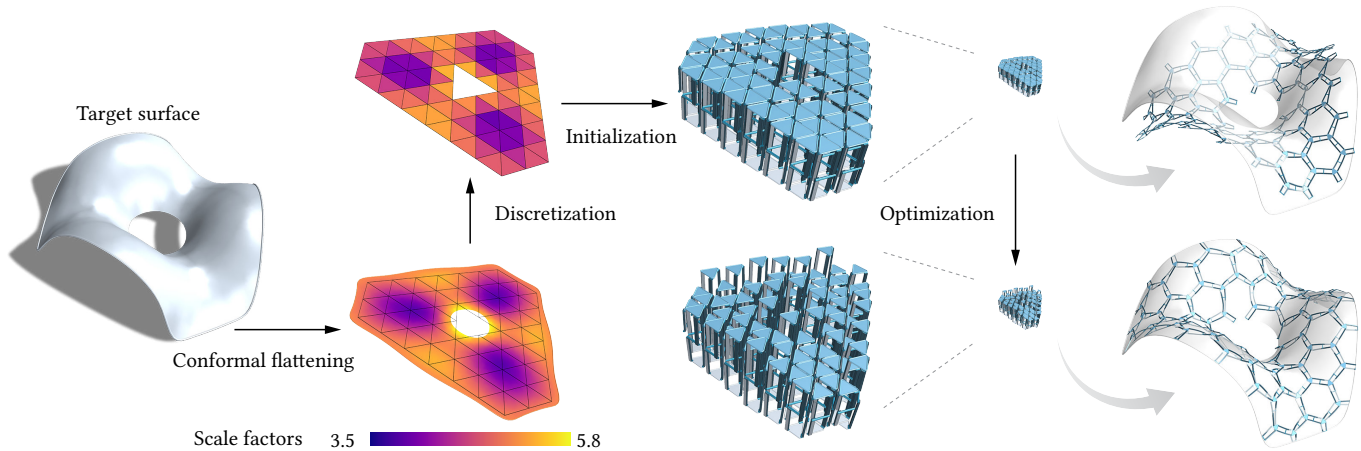 Target surface
Initialization
Discretization
Optimization
Conformal flattening
Scale factors 3.5 5.8